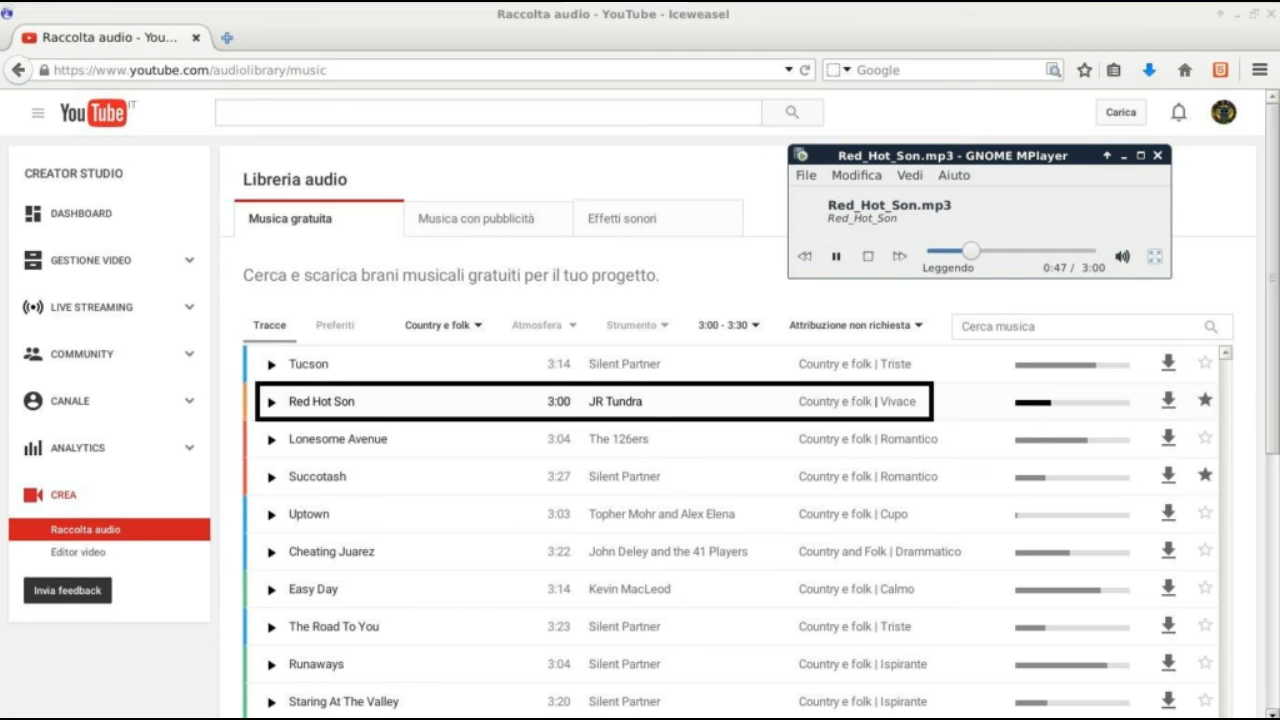 Raccolta audio - YouTube - Iceweasel
Raccolta audio - You...
https://www.youtube.com/audiolibrary/music
Google
YouTube IT
Carica
CREATOR STUDIO
DASHBOARD
GESTIONE VIDEO
LIVE STREAMING
COMMUNITY
CANALE
ANALYTICS
CREA
Raccolta audio
Editor video
Invia feedback
Libreria audio
Musica gratuita Musica con pubblicità Effetti sonori
Cerca e scarica brani musicali gratuiti per il tuo progetto.
Red_Hot_Son.mp3 - GNOME MPlayer
File Modifica Vedi Aiuto
Red_Hot_Son.mp3
Red_Hot_Son
Leggendo 0:47 / 3:00
Tracce Preferiti Country e folk Atmosfera Strumento 3:00 - 3:30 Attribuzione non richiesta Cerca musica
Tucson 3:14 Silent Partner Country e folk | Triste
Red Hot Son 3:00 JR Tundra Country e folk | Vivace
Lonesome Avenue 3:04 The 126ers Country e folk | Romantico
Succotash 3:27 Silent Partner Country e folk | Romantico
Uptown 3:03 Topher Mohr and Alex Elena Country e folk | Cupo
Cheating Juarez 3:22 John Deley and the 41 Players Country and Folk | Drammatico
Easy Day 3:14 Kevin MacLeod Country e folk | Calmo
The Road To You 3:23 Silent Partner Country e folk | Triste
Runaways 3:04 Silent Partner Country e folk | Ispirante
Staring At The Valley 3:20 Silent Partner Country e folk | Ispirante